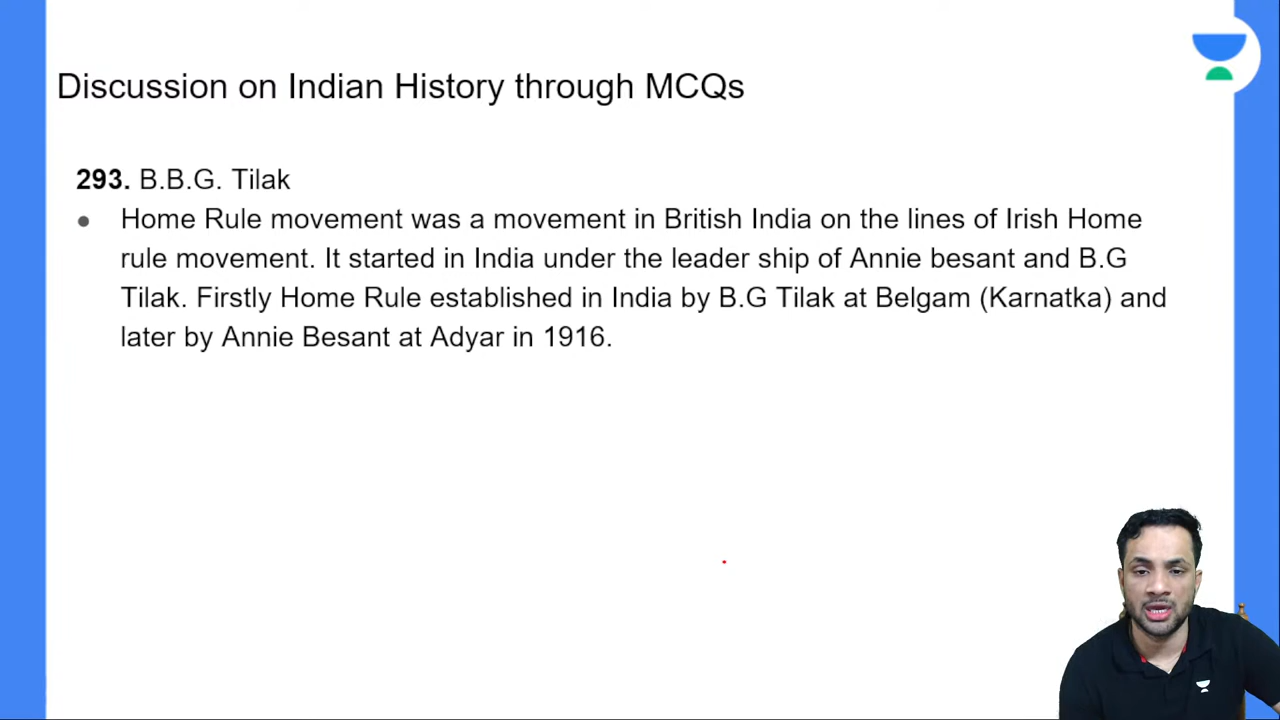 Discussion on Indian History through MCQs
293. B.B.G. Tilak
● Home Rule movement was a movement in British India on the lines of Irish Home
rule movement. It started in India under the leader ship of Annie besant and B.G
Tilak. Firstly Home Rule established in India by B.G Tilak at Belgam (Karnatka) and
later by Annie Besant at Adyar in 1916.